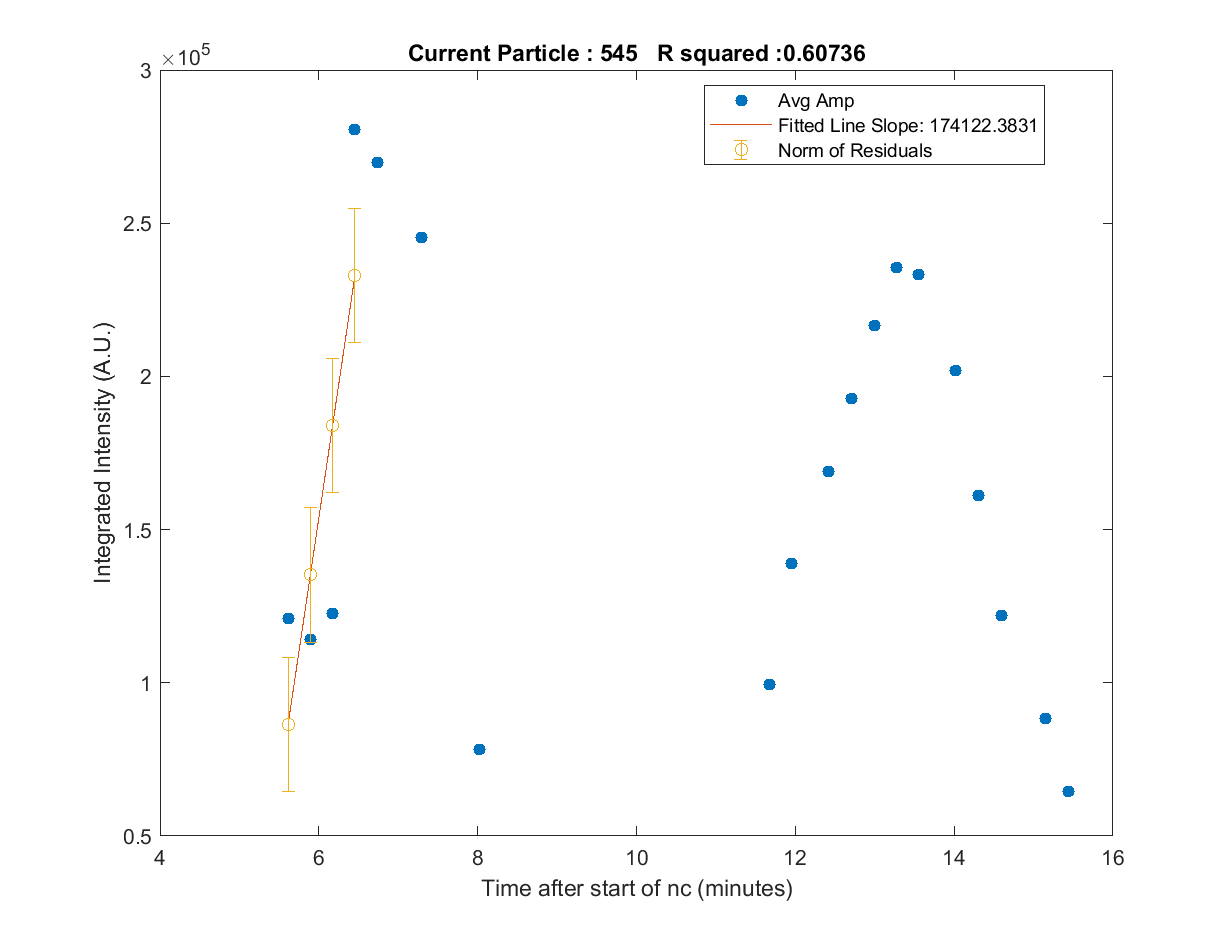 Current Particle : 545   R squared :0.60736
×10^5
3
2.5
2
1.5
1
0.5
Integrated Intensity (A.U.)
Avg Amp
Fitted Line Slope: 174122.3831
Norm of Residuals
4 6 8 10 12 14 16
Time after start of nc (minutes)